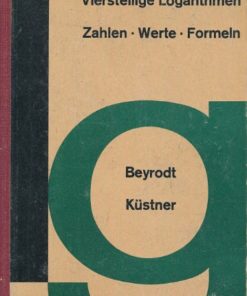 Vierstellige Logarithmen
Zahlen · Werte · Formeln
g
Beyrodt
Küstner